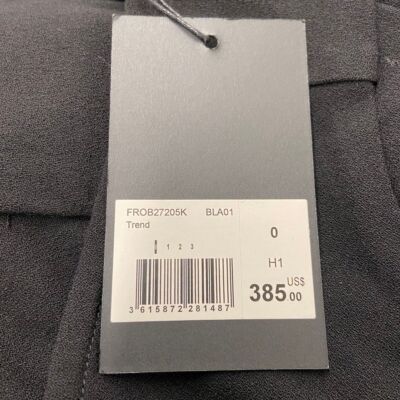 FROB27205K BLA01
Trend
0
1 2 3
H1
385.00 US$
3 615872 281487